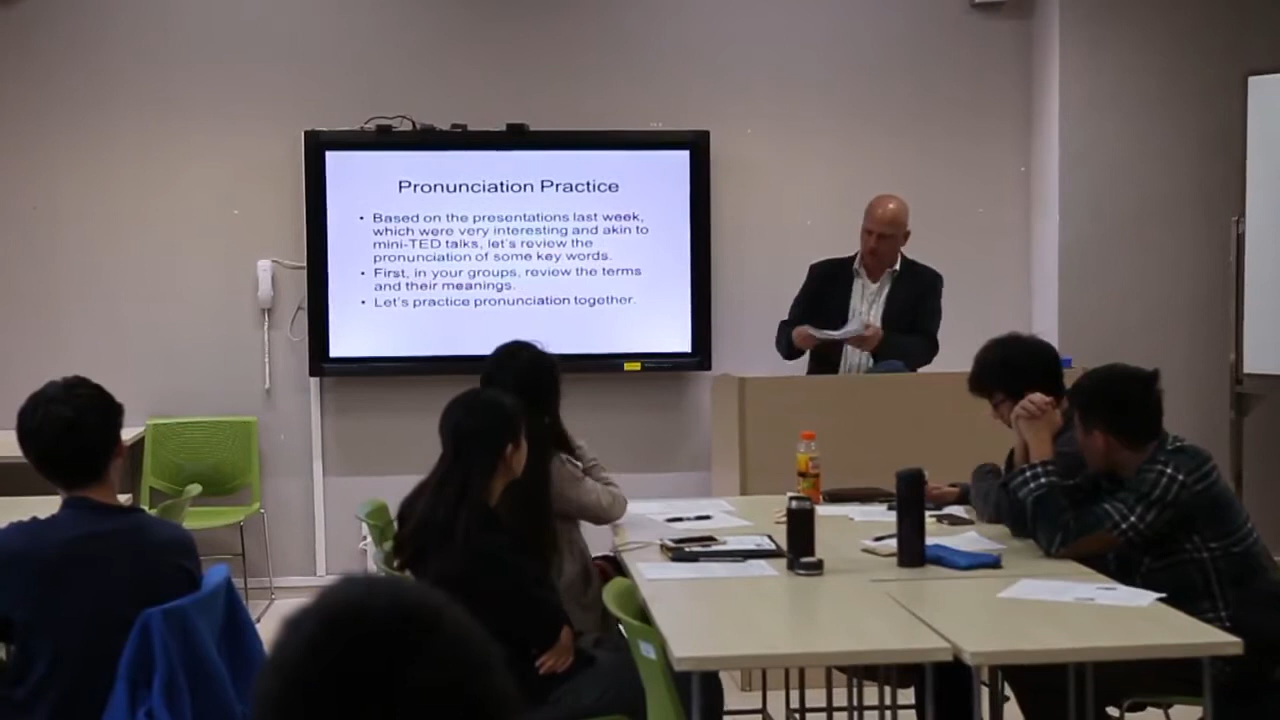 Pronunciation Practice
• Based on the presentations last week,
which were very interesting and akin to
mini-TED talks, let's review the
pronunciation of some key words.
• First, in your groups, review the terms
and their meanings.
• Let's practice pronunciation together.